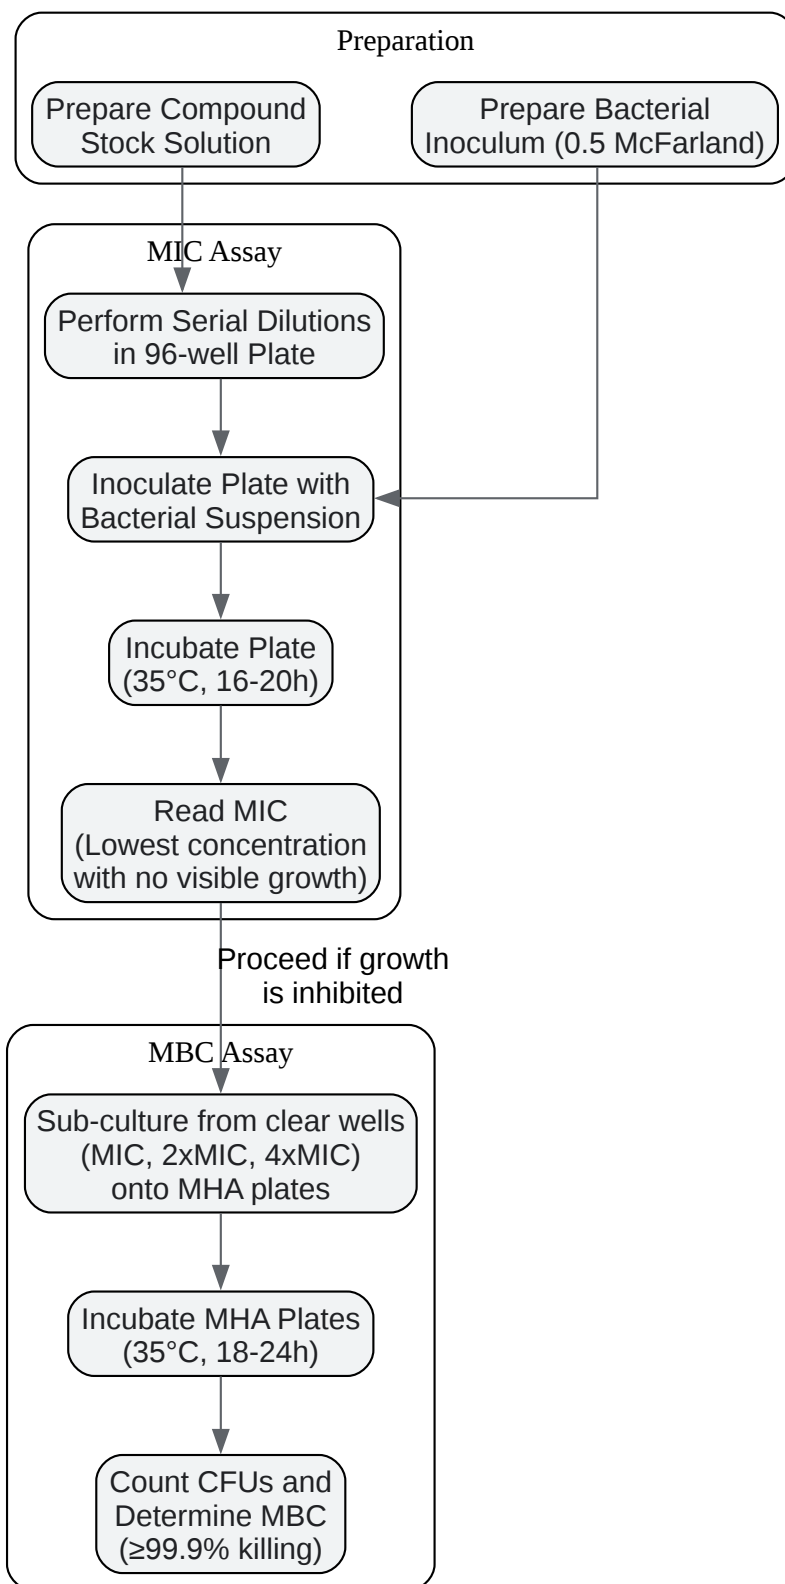 Preparation
Prepare Compound
Stock Solution
Prepare Bacterial
Inoculum (0.5 McFarland)
MIC Assay
Perform Serial Dilutions
in 96-well Plate
Inoculate Plate with
Bacterial Suspension
Incubate Plate
(35°C, 16-20h)
Read MIC
(Lowest concentration
with no visible growth)
Proceed if growth
is inhibited
MBC Assay
Sub-culture from clear wells
(MIC, 2xMIC, 4xMIC)
onto MHA plates
Incubate MHA Plates
(35°C, 18-24h)
Count CFUs and
Determine MBC
(≥99.9% killing)